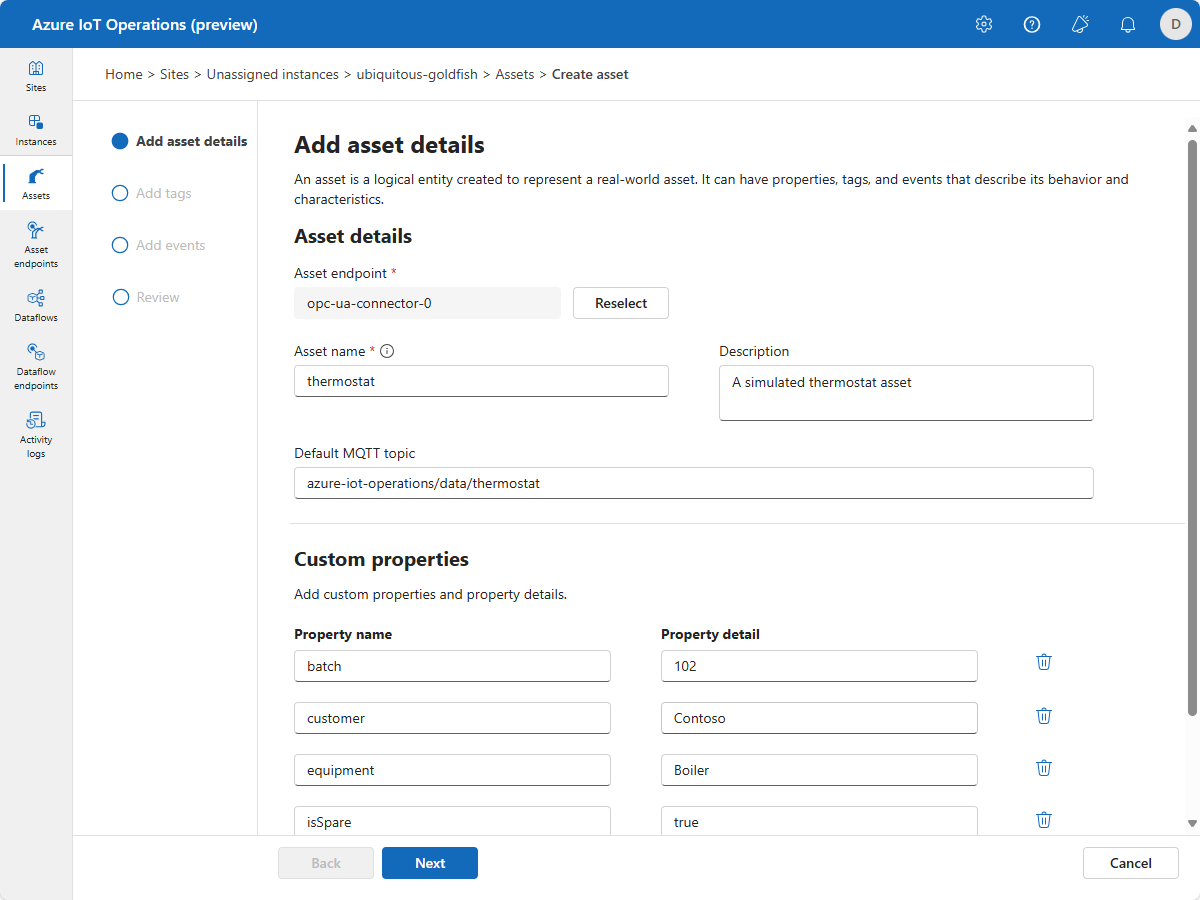 Azure IoT Operations (preview)
D
Sites
Instances
Assets
Asset
endpoints
Dataflows
Dataflow
endpoints
Activity
logs
Home > Sites > Unassigned instances > ubiquitous-goldfish > Assets > Create asset
Add asset details
Add tags
Add events
Review
Add asset details
An asset is a logical entity created to represent a real-world asset. It can have properties, tags, and events that describe its behavior and
characteristics.
Asset details
Asset endpoint *
opc-ua-connector-0
Reselect
Asset name *
thermostat
Description
A simulated thermostat asset
Default MQTT topic
azure-iot-operations/data/thermostat
Custom properties
Add custom properties and property details.
Property name Property detail
batch 102
customer Contoso
equipment Boiler
isSpare true
Back Next Cancel